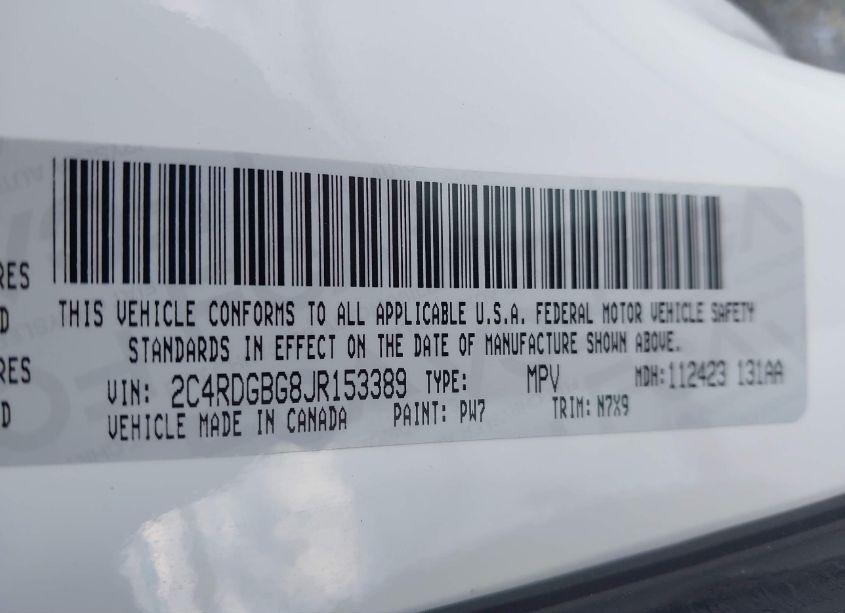 RES
THIS VEHICLE CONFORMS TO ALL APPLICABLE U.S.A. FEDERAL MOTOR VEHICLE SAFETY
D
STANDARDS IN EFFECT ON THE DATE OF MANUFACTURE SHOWN ABOVE.
RES
VIN: 2C4RDGBG8JR153389 TYPE: MPV MDH:112423 131AA
D
VEHICLE MADE IN CANADA PAINT: PW7 TRIM: N7X9